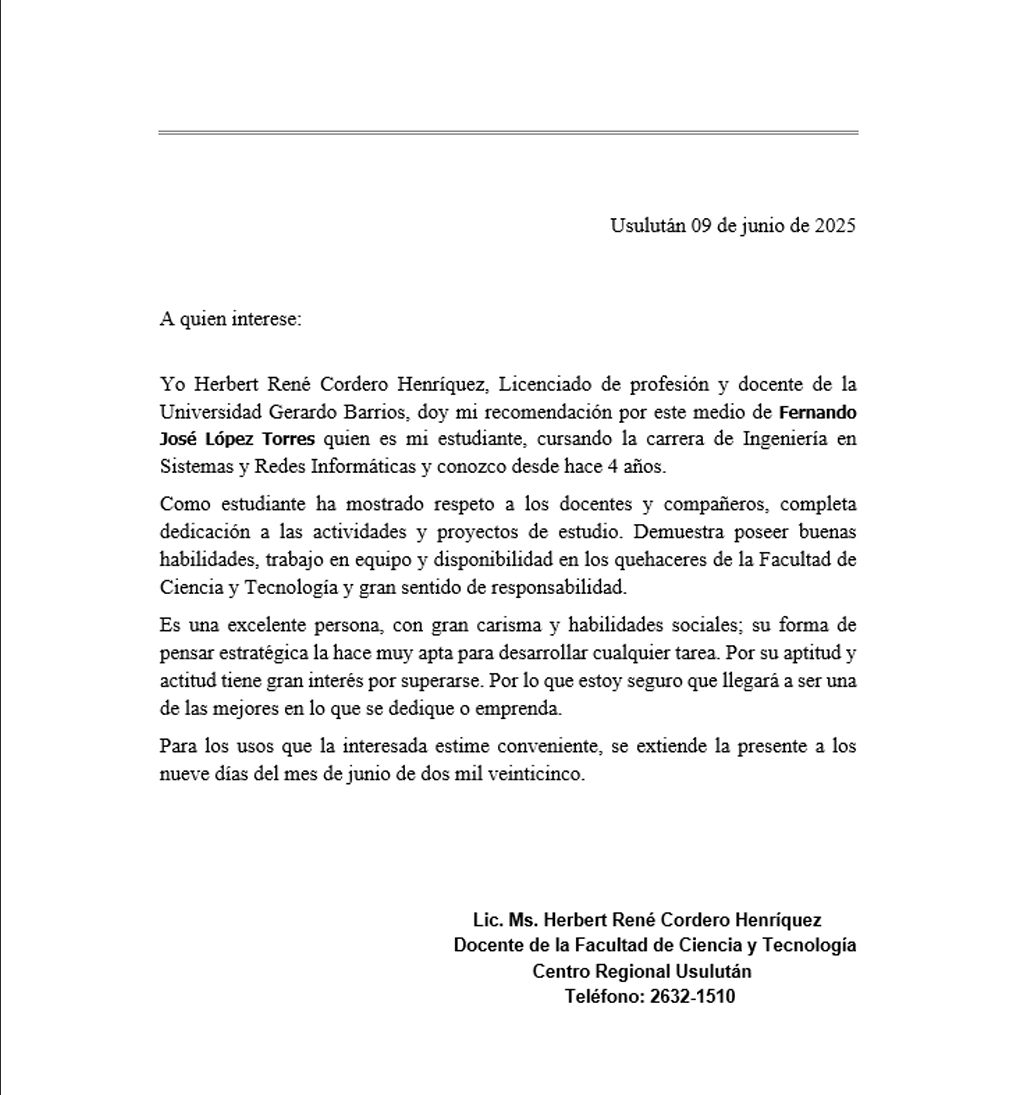 Usulután 09 de junio de 2025
A quien interese:
Yo Herbert René Cordero Henríquez, Licenciado de profesión y docente de la
Universidad Gerardo Barrios, doy mi recomendación por este medio de Fernando
José López Torres quien es mi estudiante, cursando la carrera de Ingeniería en
Sistemas y Redes Informáticas y conozco desde hace 4 años.
Como estudiante ha mostrado respeto a los docentes y compañeros, completa
dedicación a las actividades y proyectos de estudio. Demuestra poseer buenas
habilidades, trabajo en equipo y disponibilidad en los quehaceres de la Facultad de
Ciencia y Tecnología y gran sentido de responsabilidad.
Es una excelente persona, con gran carisma y habilidades sociales; su forma de
pensar estratégica la hace muy apta para desarrollar cualquier tarea. Por su aptitud y
actitud tiene gran interés por superarse. Por lo que estoy seguro que llegará a ser una
de las mejores en lo que se dedique o emprenda.
Para los usos que la interesada estime conveniente, se extiende la presente a los
nueve días del mes de junio de dos mil veinticinco.
Lic. Ms. Herbert René Cordero Henríquez
Docente de la Facultad de Ciencia y Tecnología
Centro Regional Usulután
Teléfono: 2632-1510